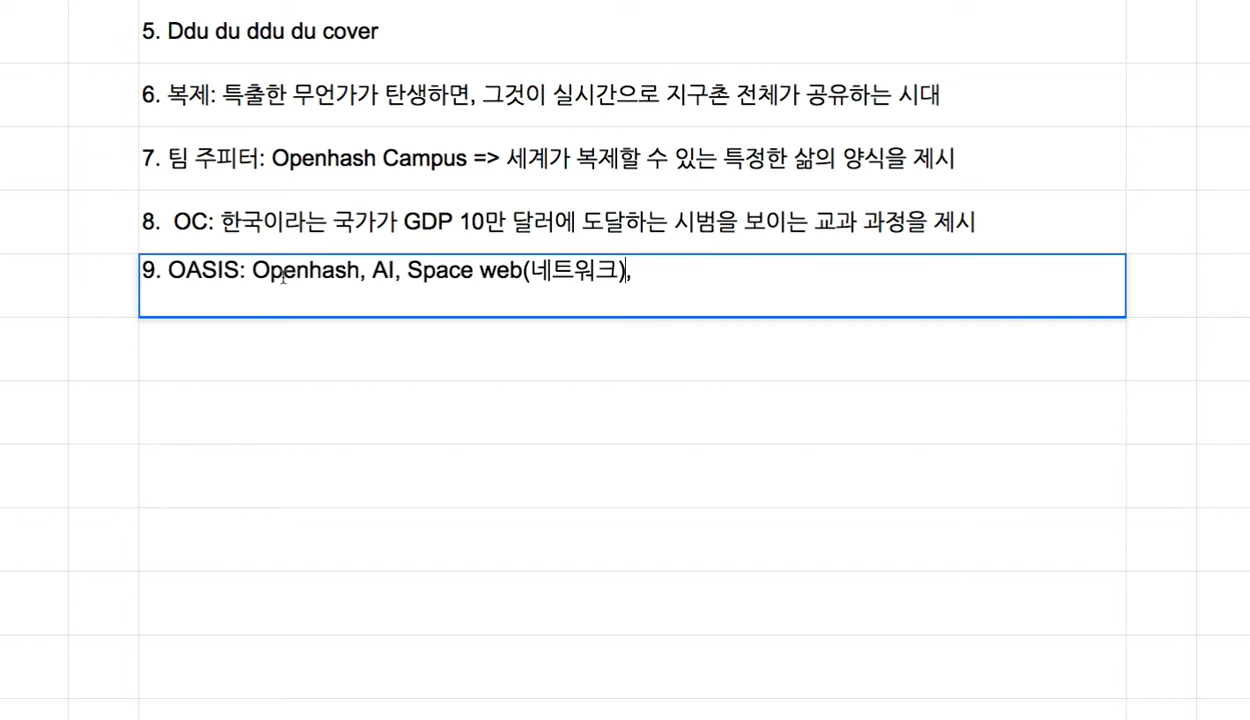 5. Ddu du ddu du cover
6. 복제: 특출한 무언가가 탄생하면, 그것이 실시간으로 지구촌 전체가 공유하는 시대
7. 팀 주피터: Openhash Campus => 세계가 복제할 수 있는 특정한 삶의 양식을 제시
8.  OC: 한국이라는 국가가 GDP 10만 달러에 도달하는 시범을 보이는 교과 과정을 제시
9. OASIS: Openhash, AI, Space web(네트워크),